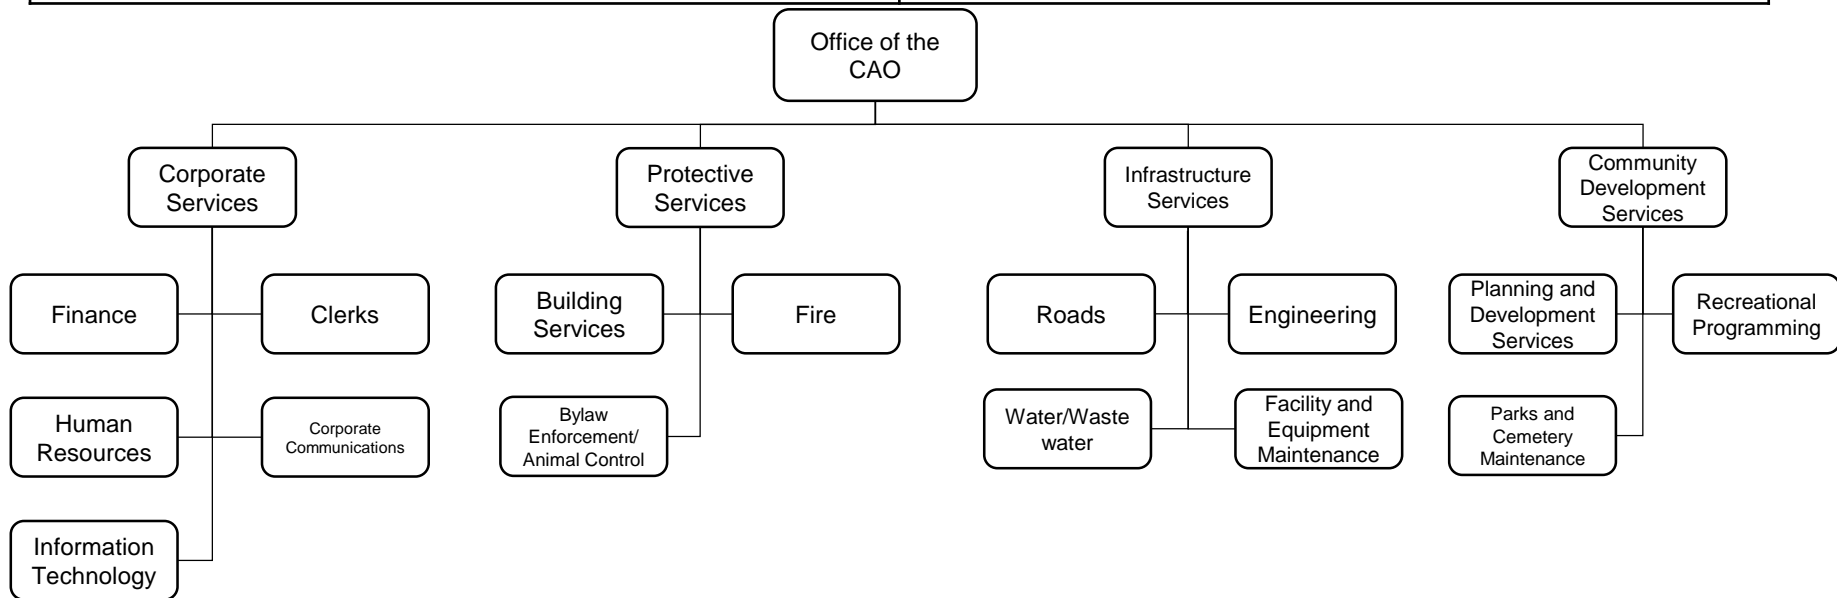 Office of the
CAO
Corporate
Services
Protective
Services
Infrastructure
Services
Community
Development
Services
Finance
Clerks
Building
Services
Fire
Roads
Engineering
Planning and
Development
Services
Recreational
Programming
Human
Resources
Corporate
Communications
Bylaw
Enforcement/
Animal Control
Water/Waste
water
Facility and
Equipment
Maintenance
Parks and
Cemetery
Maintenance
Information
Technology